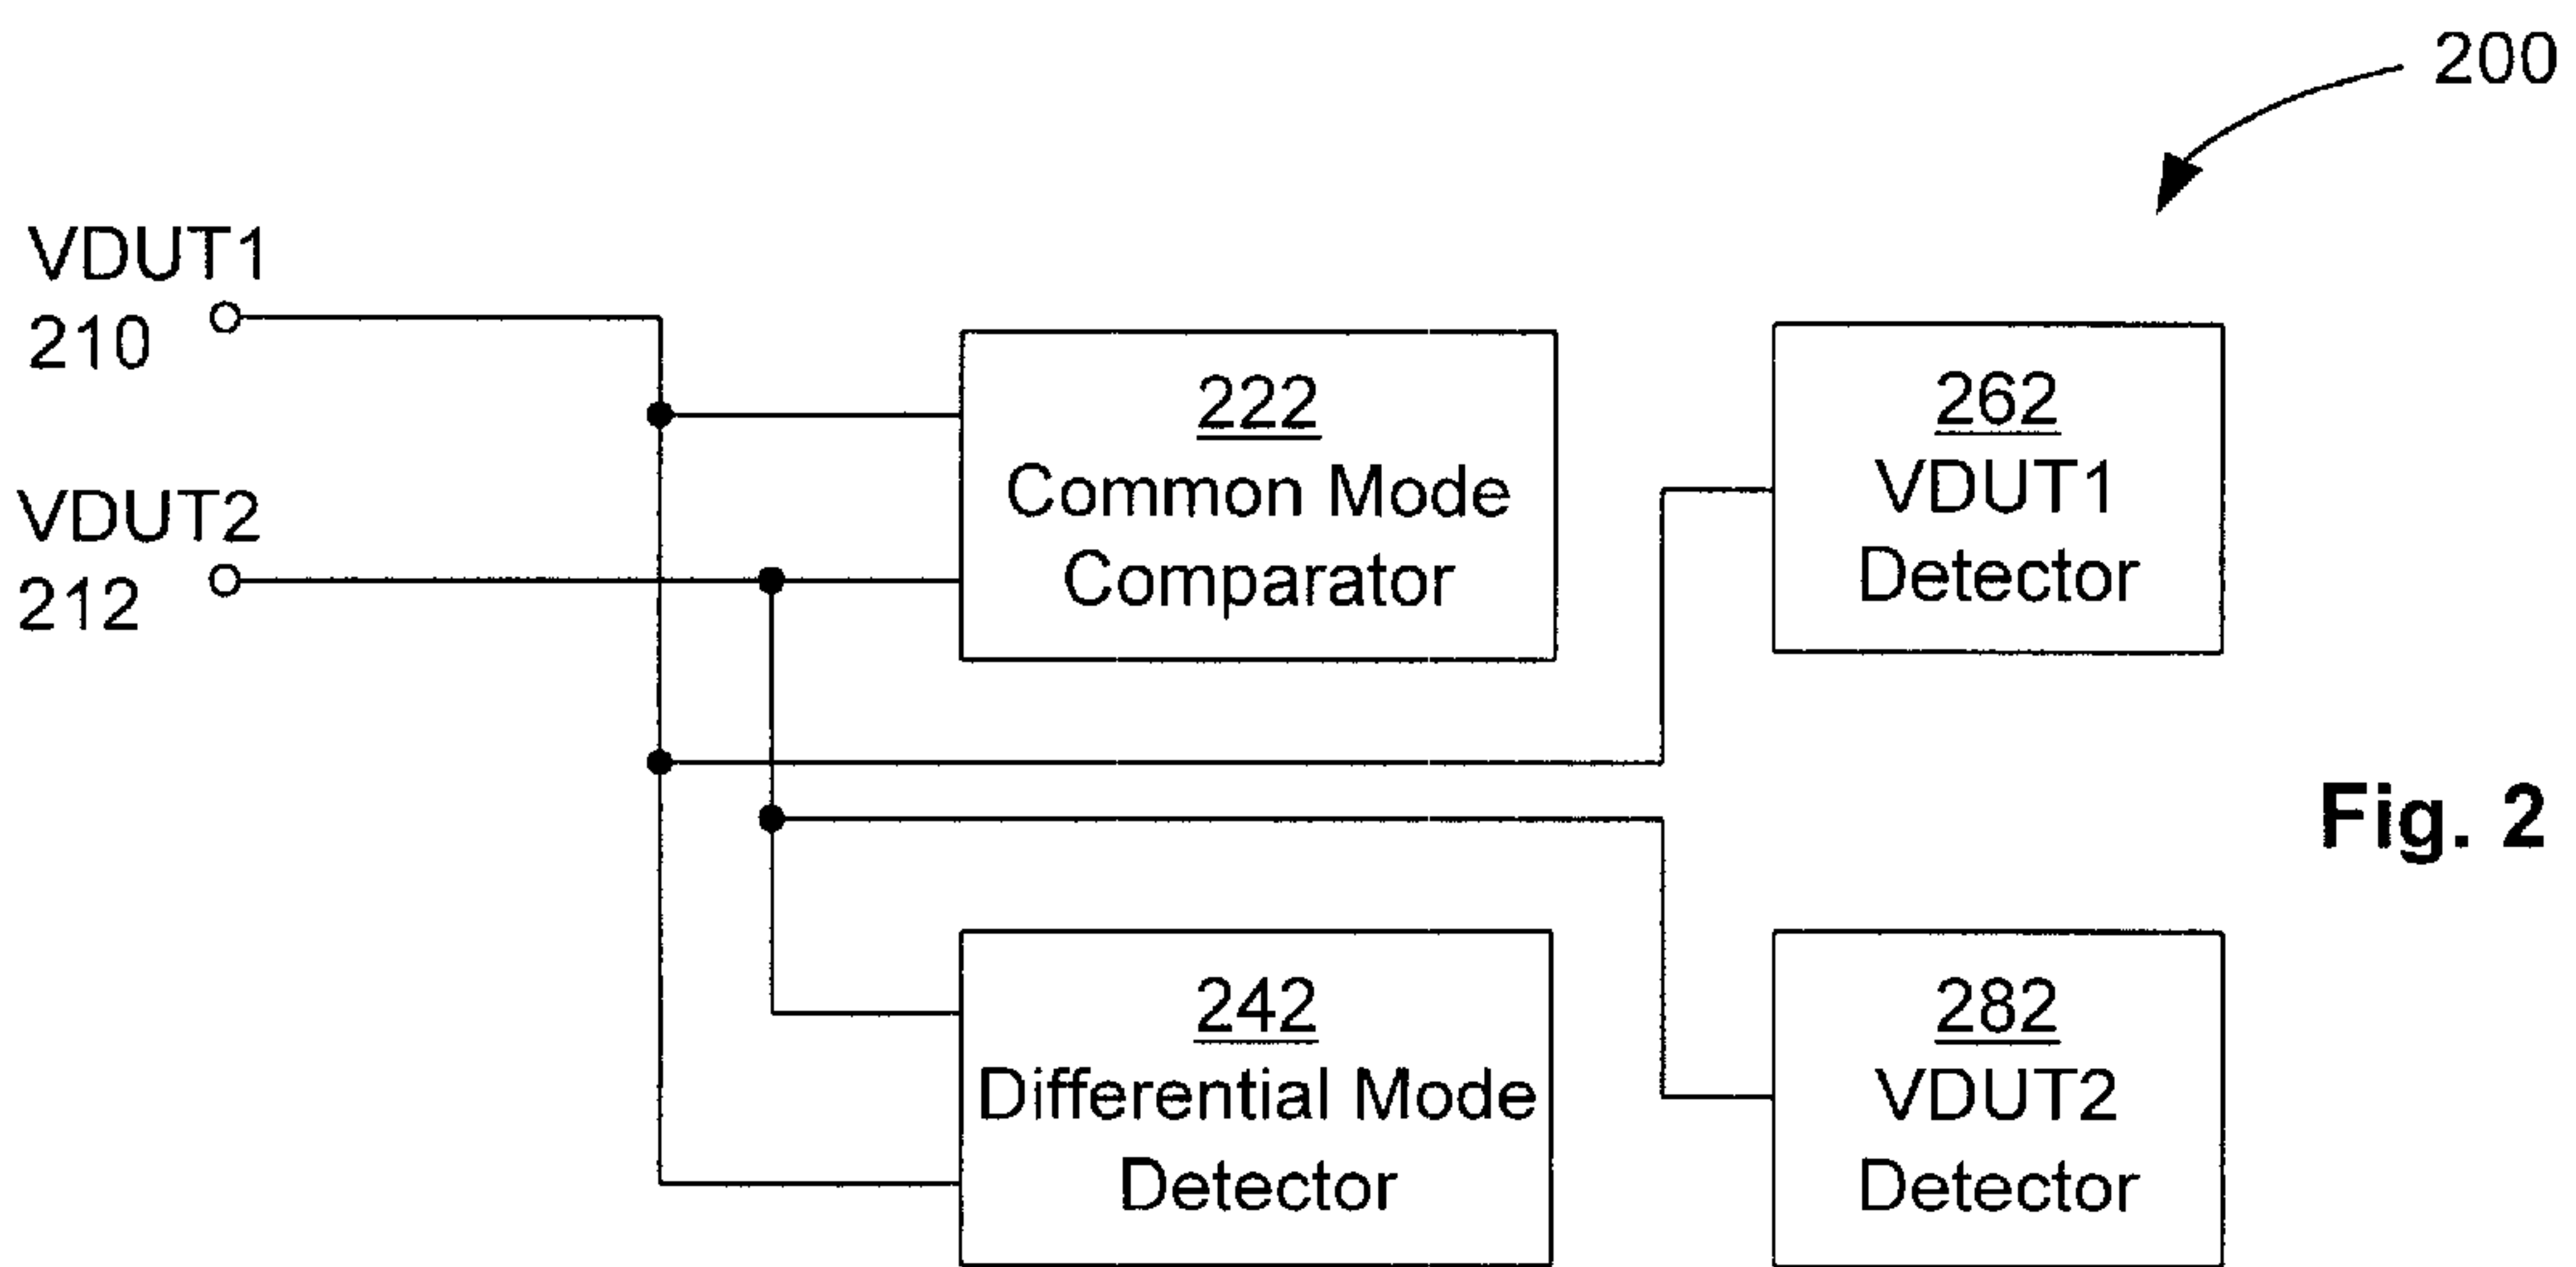 200
VDUT1
210
VDUT2
212
222
Common Mode
Comparator
262
VDUT1
Detector
Fig. 2
242
Differential Mode
Detector
282
VDUT2
Detector